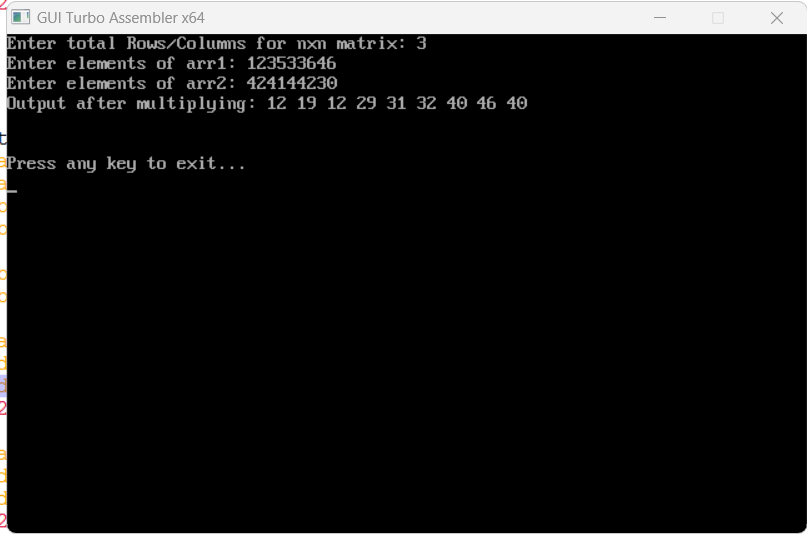 GUI Turbo Assembler x64
Enter total Rows/Columns for nxn matrix: 3
Enter elements of arr1: 123533646
Enter elements of arr2: 424144230
Output after multiplying: 12 19 12 29 31 32 40 46 40
Press any key to exit...